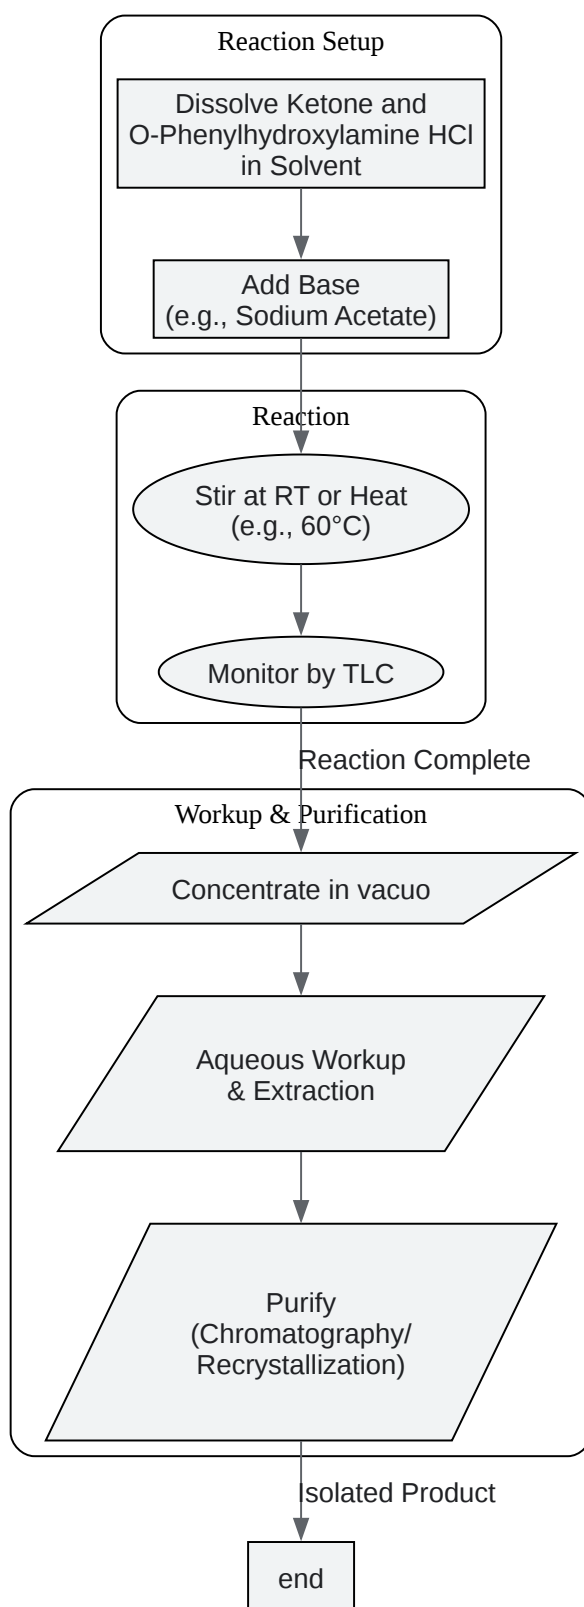 Reaction Setup
Dissolve Ketone and
O-Phenylhydroxylamine HCl
in Solvent
Add Base
(e.g., Sodium Acetate)
Reaction
Stir at RT or Heat
(e.g., 60°C)
Monitor by TLC
Reaction Complete
Workup & Purification
Concentrate in vacuo
Aqueous Workup
& Extraction
Purify
(Chromatography/
Recrystallization)
Isolated Product
end